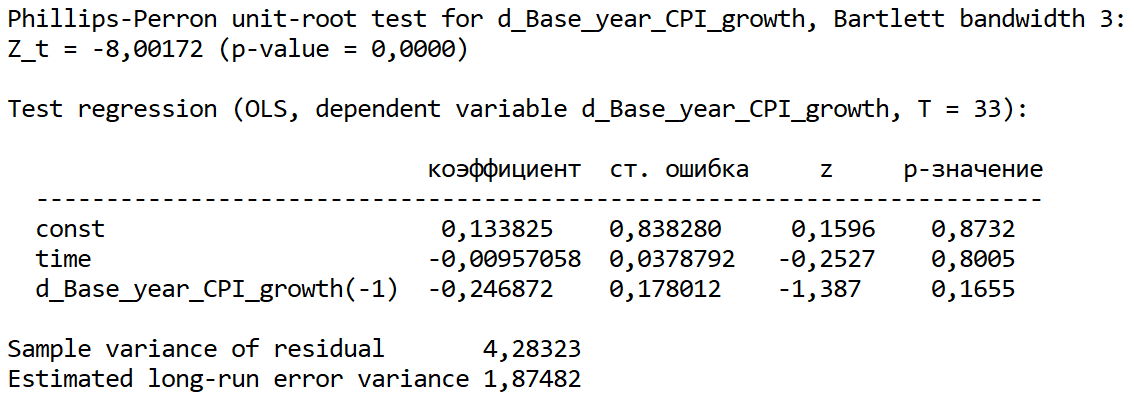 Phillips-Perron unit-root test for d_Base_year_CPI_growth, Bartlett bandwidth 3:
Z_t = -8,00172 (p-value = 0,0000)
Test regression (OLS, dependent variable d_Base_year_CPI_growth, T = 33):
коэффициент ст. ошибка z p-значение
-----------------------------------------------------------------------
const 0,133825 0,838280 0,1596 0,8732
time -0,00957058 0,0378792 -0,2527 0,8005
d_Base_year_CPI_growth(-1) -0,246872 0,178012 -1,387 0,1655
Sample variance of residual 4,28323
Estimated long-run error variance 1,87482